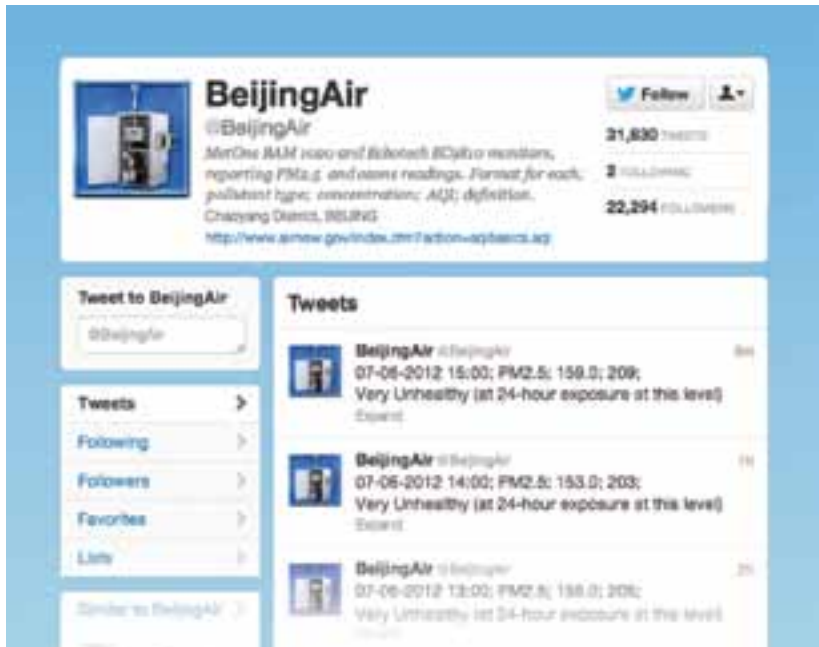 BeijingAir
@BeijingAir
MetOne BAM 1020 and Ecotech EC9810 monitors,
reporting PM2.5 and ozone readings. Format for each,
pollutant type; concentration; AQI; definition.
Chaoyang District, BEIJING
Follow
31,830 TWEETS
2 FOLLOWING
22,294 FOLLOWERS
Tweet to BeijingAir
@BeijingAir
Tweets
Following
Followers
Favorites
Lists
Similar to BeijingAir
Tweets
BeijingAir @BeijingAir
07-06-2012 15:00; PM2.5; 159.0; 209;
Very Unhealthy (at 24-hour exposure at this level)
Expand
BeijingAir @BeijingAir 1h
07-06-2012 14:00; PM2.5; 153.0; 203;
Very Unhealthy (at 24-hour exposure at this level)
Expand
BeijingAir @BeijingAir 2h
07-06-2012 13:00; PM2.5;
Very Unhealthy (at 24-hour exposure at this level)